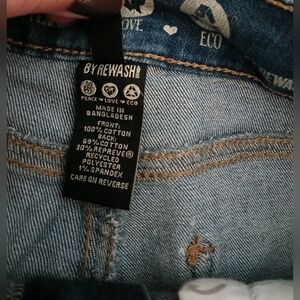 LOVE
ECO
BYREWASH
PEACE • LOVE • ECO
MADE IN
BANGLADESH
FRONT:
100% COTTON
BACK:
69% COTTON
30% REPREVE®
RECYCLED
POLYESTER
1% SPANDEX
CARE ON REVERSE